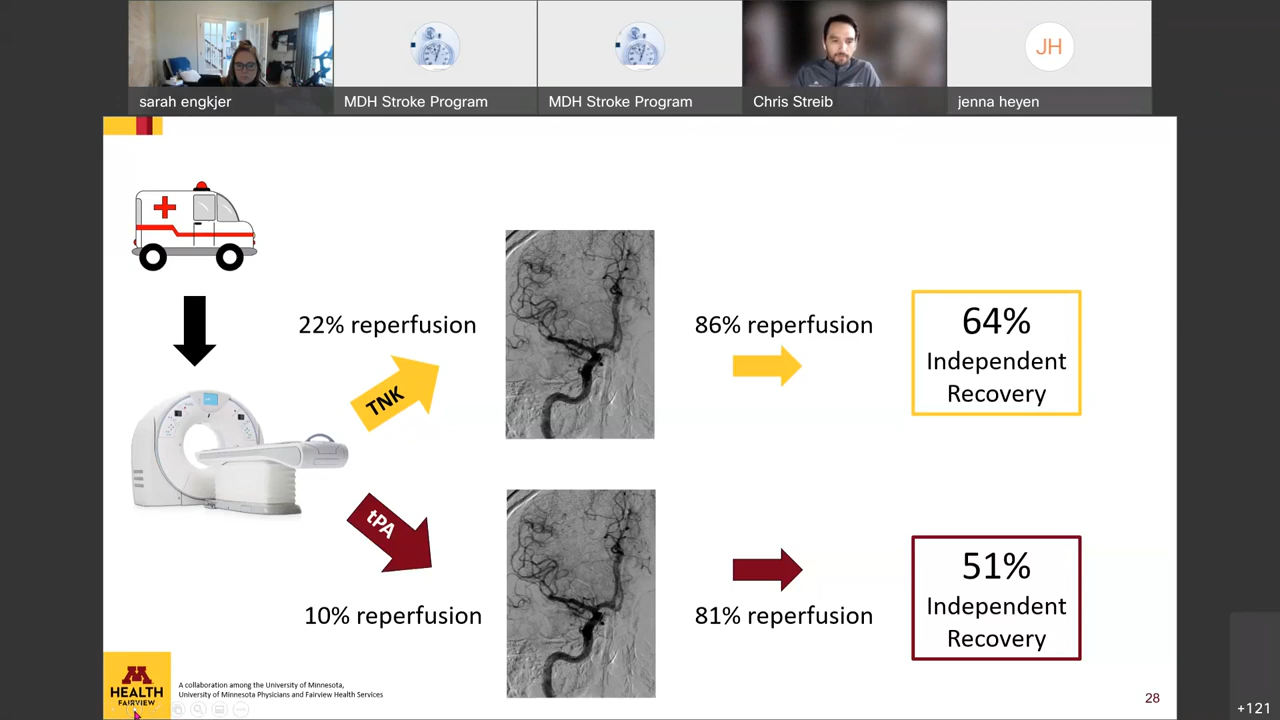 sarah engkjer
MDH Stroke Program
MDH Stroke Program
Chris Streib
JH
jenna heyen
22% reperfusion
TNK
86% reperfusion
64%
Independent
Recovery
tPA
10% reperfusion
81% reperfusion
51%
Independent
Recovery
M
HEALTH
FAIRVIEW
A collaboration among the University of Minnesota,
University of Minnesota Physicians and Fairview Health Services
28
+121